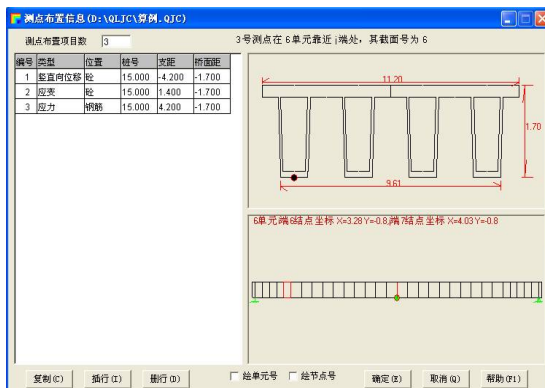 测点布置信息(D:\QLJC\算例.QJC)
测点布置项目数 3
3号测点在 6单元靠近 j端处，其截面号为 6
编号 类型 位置 桩号 支距 桥面距
1 竖直向位移 砼 15.000 -4.200 -1.700
2 应变 砼 15.000 1.400 -1.700
3 应力 钢筋 15.000 4.200 -1.700
11.20
1.70
9.61
6单元i端6结点坐标 X=3.28 Y=-0.8,j端7结点坐标 X=4.03 Y=-0.8
复制(C) 插行(I) 删行(D) 绘单元号 绘节点号 确定(E) 取消(Q) 帮助(F1)